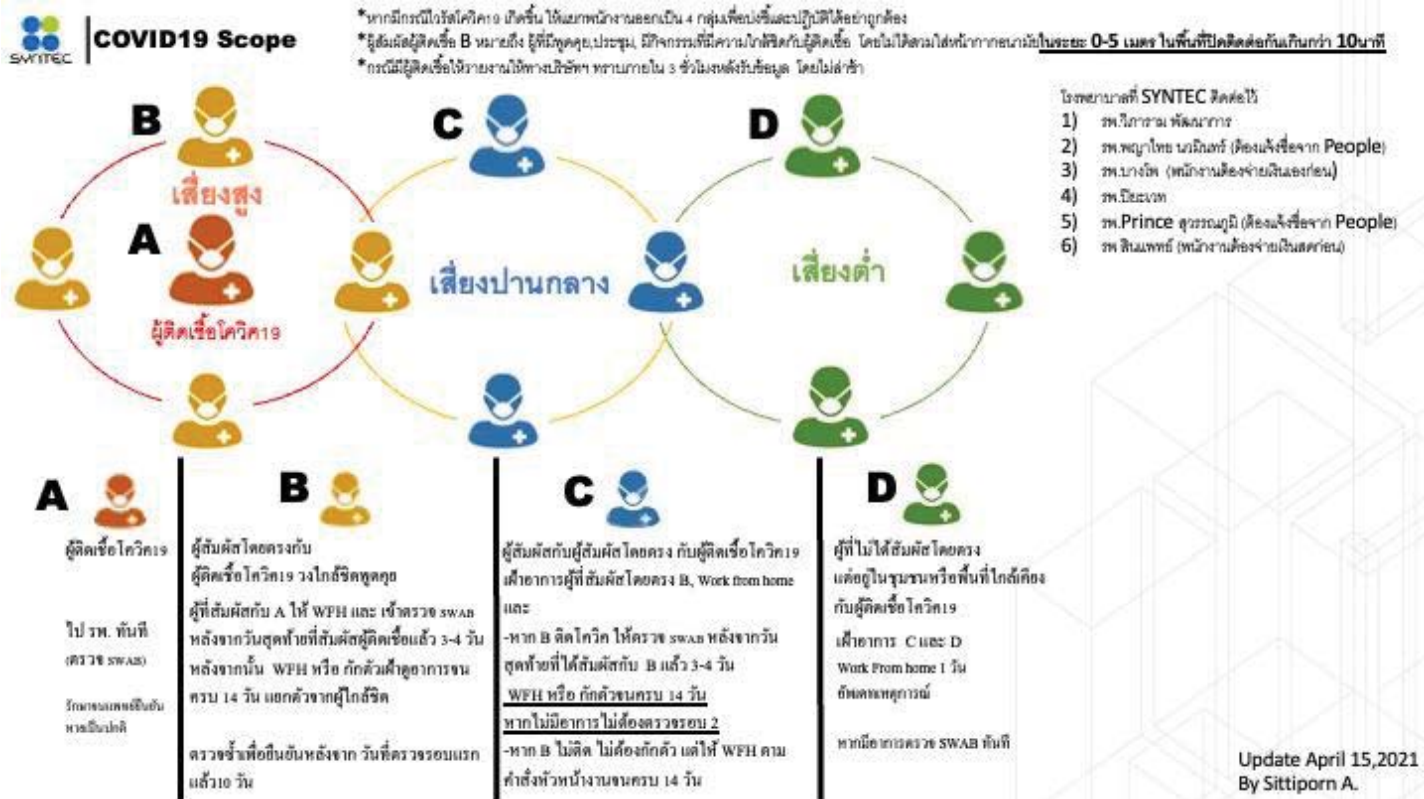 SYNTEC
COVID19 Scope
*หากมีกรณีไวรัสโควิด19 เกิดขึ้น ให้แยกพนักงานออกเป็น 4 กลุ่มเพื่อบ่งชี้และปฏิบัติได้อย่างถูกต้อง
*ผู้สัมผัสผู้ติดเชื้อ B หมายถึง ผู้ที่มีพูดคุย,ประชุม, มีกิจกรรมที่มีความใกล้ชิดกับผู้ติดเชื้อ โดยไม่ได้สวมใส่หน้ากากอนามัยในระยะ 0-5 เมตร ในพื้นที่ปิดติดต่อกันเกินกว่า 10นาที
*กรณีมีผู้ติดเชื้อให้รายงานให้ทางบริษัทฯ ทราบภายใน 3 ชั่วโมงหลังรับข้อมูล โดยไม่ล่าช้า
โรงพยาบาลที่ SYNTEC ติดต่อไว้
1) รพ.วิภาราม พัฒนาการ
2) รพ.พญาไทย นวมินทร์ (ต้องแจ้งชื่อจาก People)
3) รพ.บางโพ (พนักงานต้องจ่ายเงินเองก่อน)
4) รพ.ปิยะเวท
5) รพ.Prince สุวรรณภูมิ (ต้องแจ้งชื่อจาก People)
6) รพ สินแพทย์ (พนักงานต้องจ่ายเงินสดก่อน)
B
เสี่ยงสูง
A
ผู้ติดเชื้อโควิด19
C
เสี่ยงปานกลาง
D
เสี่ยงต่ำ
A
ผู้ติดเชื้อโควิด19
ไป รพ. ทันที
(ตรวจ SWAB)
รักษาจนแพทย์ยืนยัน
หายเป็นปกติ
B
ผู้สัมผัสโดยตรงกับ
ผู้ติดเชื้อโควิด19 วงใกล้ชิดพูดคุย
ผู้ที่สัมผัสกับ A ให้ WFH และ เข้าตรวจ SWAB
หลังจากวันสุดท้ายที่สัมผัสผู้ติดเชื้อแล้ว 3-4 วัน
หลังจากนั้น WFH หรือ กักตัวเฝ้าดูอาการจน
ครบ 14 วัน แยกตัวจากผู้ใกล้ชิด
ตรวจซ้ำเพื่อยืนยันหลังจาก วันที่ตรวจรอบแรก
แล้ว10 วัน
C
ผู้สัมผัสกับผู้สัมผัสโดยตรง กับผู้ติดเชื้อโควิด19
เฝ้าอาการผู้ที่สัมผัสโดยตรง B, Work from home
และ
-หาก B ติดโควิด ให้ตรวจ SWAB หลังจากวัน
สุดท้ายที่ได้สัมผัสกับ B แล้ว 3-4 วัน
WFH หรือ กักตัวจนครบ 14 วัน
หากไม่มีอาการไม่ต้องตรวจรอบ 2
-หาก B ไม่ติด ไม่ต้องกักตัว แต่ให้ WFH ตาม
คำสั่งหัวหน้างานจนครบ 14 วัน
D
ผู้ที่ไม่ได้สัมผัสโดยตรง
แต่อยู่ในชุมชนหรือพื้นที่ใกล้เคียง
กับผู้ติดเชื้อโควิด19
เฝ้าอาการ C และ D
Work From home 1 วัน
อัพเดทเหตุการณ์
หากมีอาการตรวจ SWAB ทันที
Update April 15,2021
By Sittiporn A.